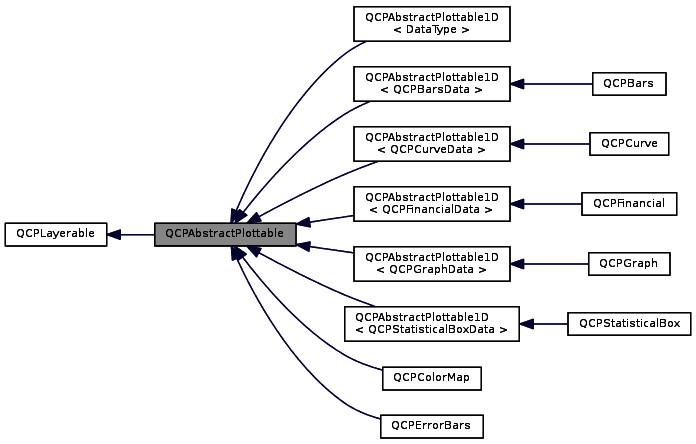 QCPAbstractPlottable1D
< DataType >
QCPAbstractPlottable1D
< QCPBarsData >
QCPBars
QCPAbstractPlottable1D
< QCPCurveData >
QCPCurve
QCPAbstractPlottable1D
< QCPFinancialData >
QCPFinancial
QCPLayerable
QCPAbstractPlottable
QCPAbstractPlottable1D
< QCPGraphData >
QCPGraph
QCPAbstractPlottable1D
< QCPStatisticalBoxData >
QCPStatisticalBox
QCPColorMap
QCPErrorBars